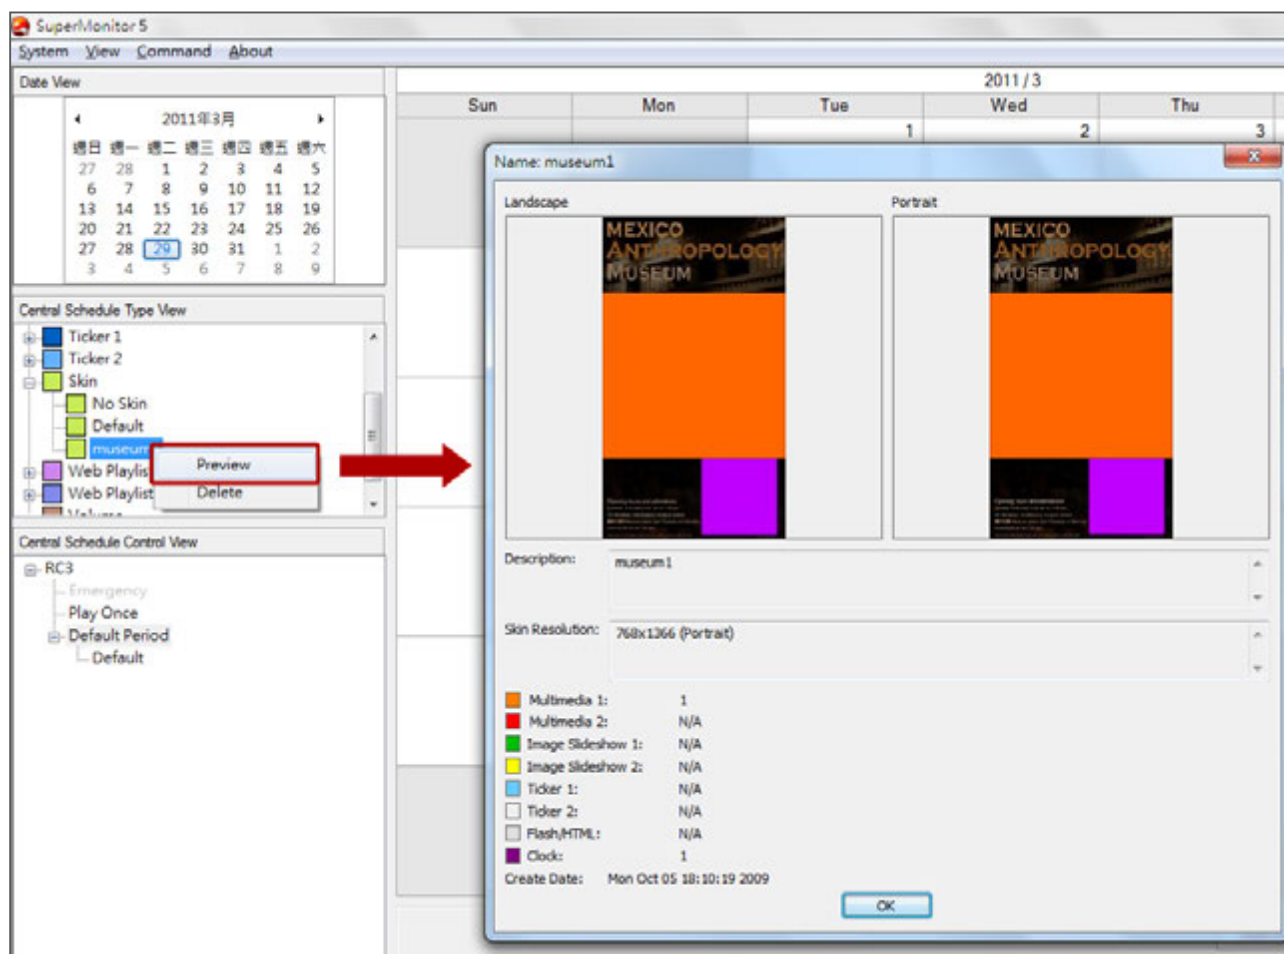 SuperMonitor 5
System View Command About
Date View
2011年3月
週日 週一 週二 週三 週四 週五 週六
27 28 1 2 3 4 5
6 7 8 9 10 11 12
13 14 15 16 17 18 19
20 21 22 23 24 25 26
27 28 29 30 31 1 2
3 4 5 6 7 8 9
Central Schedule Type View
Ticker 1
Ticker 2
Skin
No Skin
Default
museum
Web Playlis
Web Playlist
Volume
Preview
Delete
Central Schedule Control View
RC3
Emergency
Play Once
Default Period
Default
2011 / 3
Sun Mon Tue Wed Thu
1 2 3
Name: museum1
Landscape
MEXICO
ANTHROPOLOGY
MUSEUM
Portrait
MEXICO
ANTHROPOLOGY
MUSEUM
Description: museum1
Skin Resolution: 768x1366 (Portrait)
Multimedia 1: 1
Multimedia 2: N/A
Image Slideshow 1: N/A
Image Slideshow 2: N/A
Ticker 1: N/A
Ticker 2: N/A
Flash/HTML: N/A
Clock: 1
Create Date: Mon Oct 05 18:10:19 2009
OK